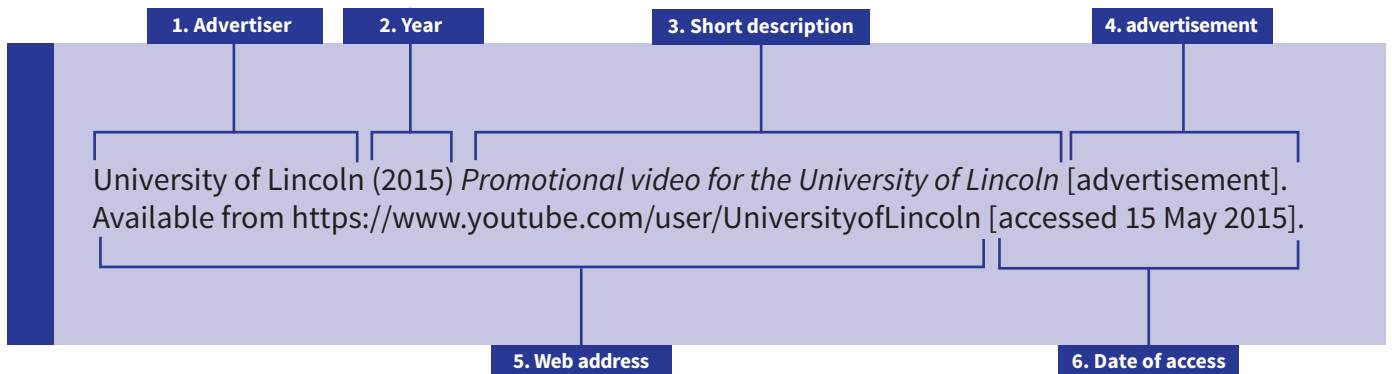 1. Advertiser 2. Year 3. Short description 4. advertisement
University of Lincoln (2015) Promotional video for the University of Lincoln [advertisement].
Available from https://www.youtube.com/user/UniversityofLincoln [accessed 15 May 2015].
5. Web address 6. Date of access